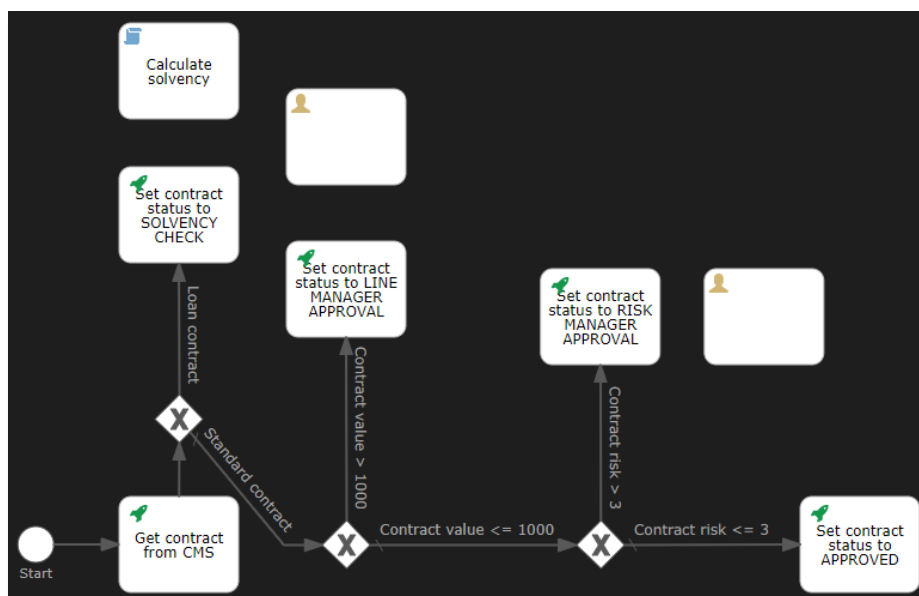 Calculate
solvency
Set contract
status to
SOLVENCY
CHECK
Set contract
status to LINE
MANAGER
APPROVAL
Set contract
status to RISK
MANAGER
APPROVAL
Loan contract
Standard contract
Contract value > 1000
Contract risk > 3
Start
Get contract
from CMS
X
X
Contract value <= 1000
X
Contract risk <= 3
Set contract
status to
APPROVED